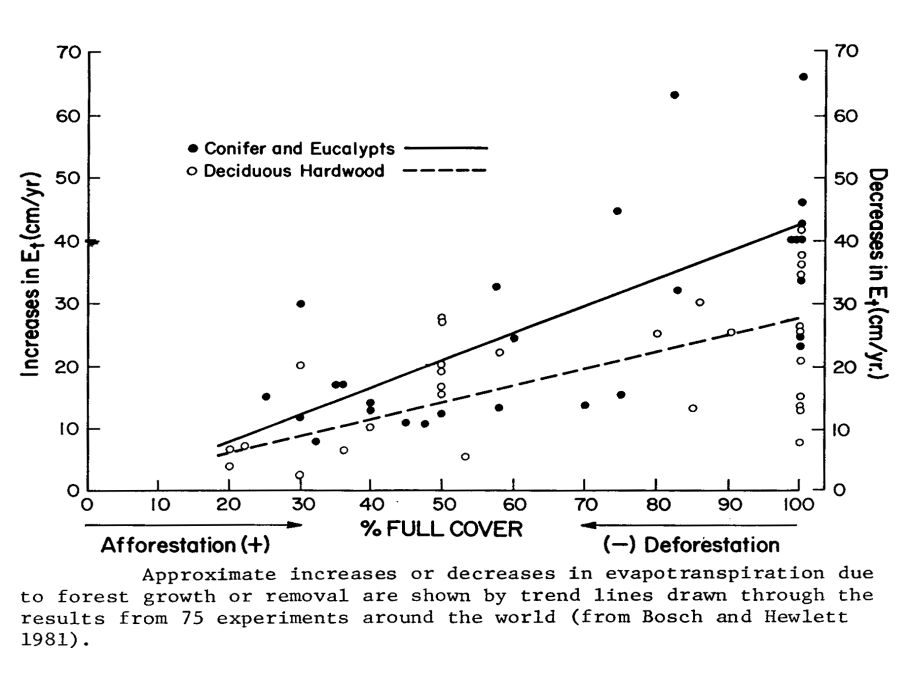 70
60
50
40
30
20
10
0
Increases in Et(cm/yr)
● Conifer and Eucalypts
○ Deciduous Hardwood
70
60
50
40
30
20
10
0
Decreases in Et(cm/yr.)
0 10 20 30 40 50 60 70 80 90 100
% FULL COVER
Afforestation (+)
(−) Deforestation
Approximate increases or decreases in evapotranspiration due
to forest growth or removal are shown by trend lines drawn through the
results from 75 experiments around the world (from Bosch and Hewlett
1981).